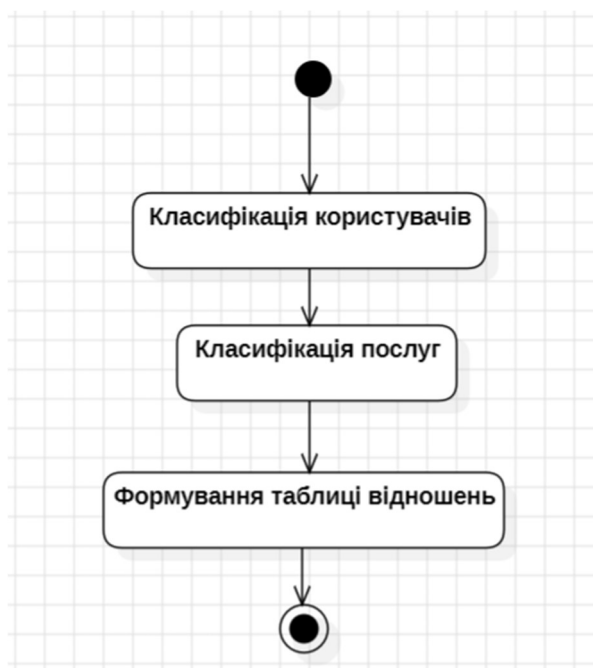 Класифікація користувачів
Класифікація послуг
Формування таблиці відношень